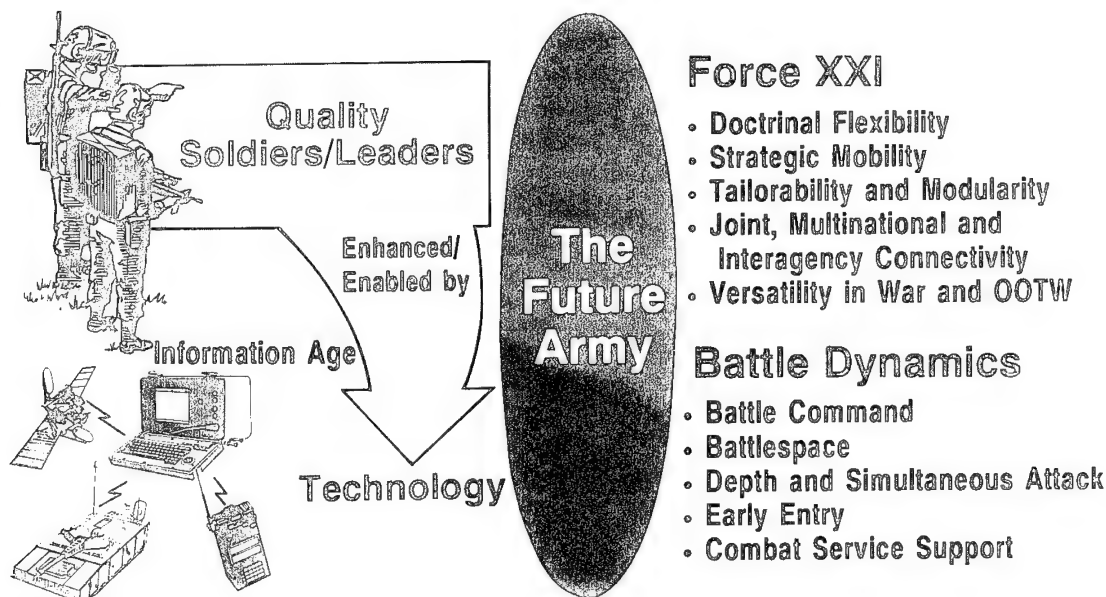 Quality
Soldiers/Leaders
Enhanced/
Enabled by
Information Age
Technology
The
Future
Army
Force XXI
• Doctrinal Flexibility
• Strategic Mobility
• Tailorability and Modularity
• Joint, Multinational and
Interagency Connectivity
• Versatility in War and OOTW
Battle Dynamics
• Battle Command
• Battlespace
• Depth and Simultaneous Attack
• Early Entry
• Combat Service Support